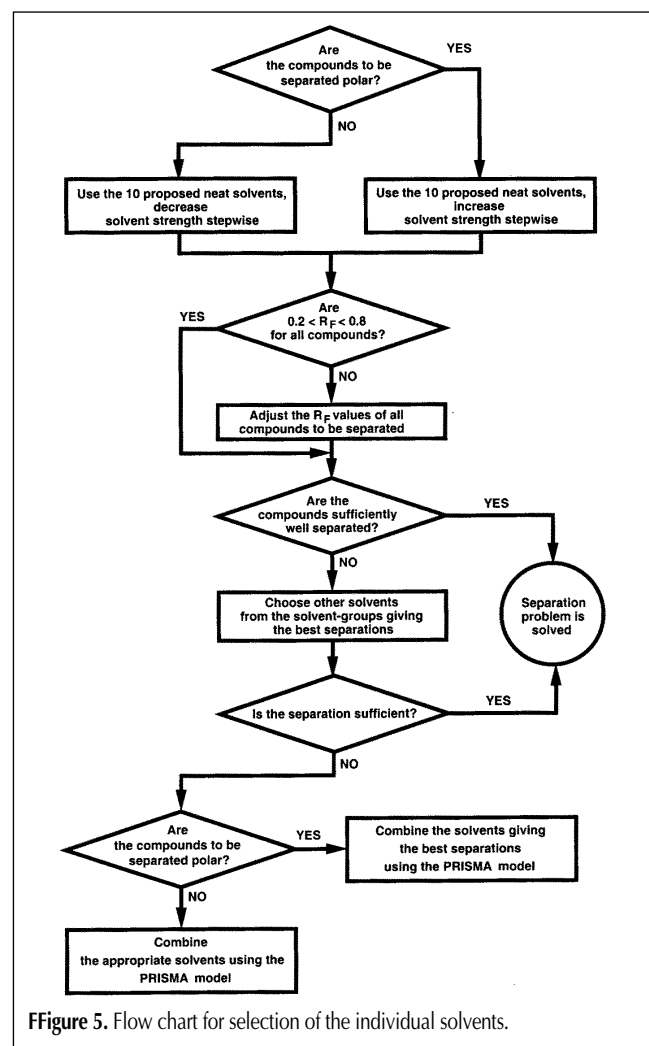 Are
the compounds to be
separated polar?
YES
NO
Use the 10 proposed neat solvents,
decrease
solvent strength stepwise
Use the 10 proposed neat solvents,
increase
solvent strength stepwise
Are
0.2 < RF < 0.8
for all compounds?
YES
NO
Adjust the RF values of all
compounds to be separated
Are the
compounds sufficiently
well separated?
YES
NO
Choose other solvents
from the solvent-groups giving
the best separations
Separation
problem is
solved
Is the separation sufficient?
YES
NO
Are
the compounds to be
separated polar?
YES
Combine the solvents giving
the best separations
using the PRISMA model
NO
Combine
the appropriate solvents using the
PRISMA model
FFigure 5. Flow chart for selection of the individual solvents.